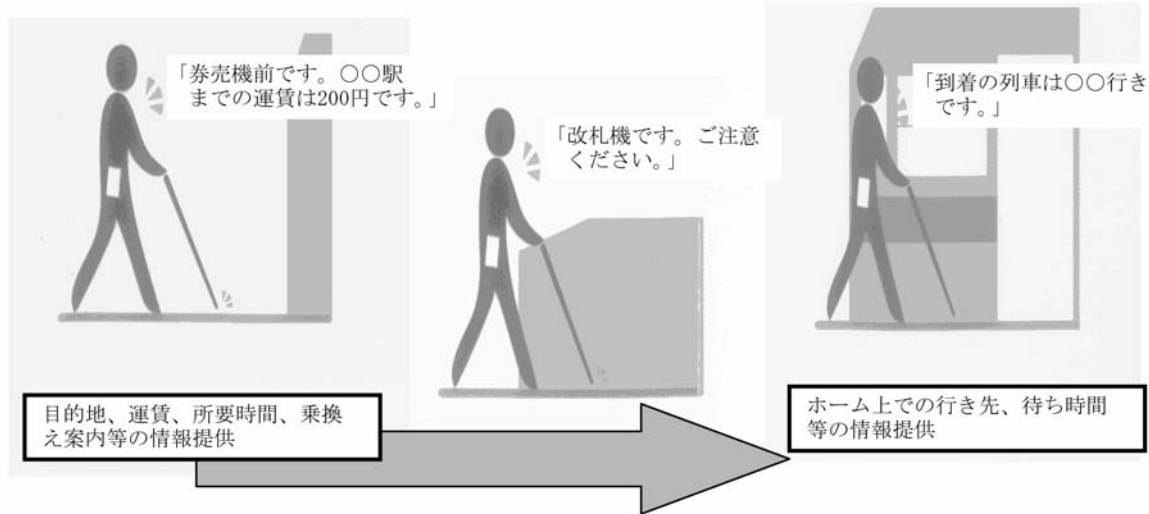 「券売機前です。○○駅
までの運賃は200円です。」
「改札機です。ご注意
ください。」
「到着の列車は○○行き
です。」
目的地、運賃、所要時間、乗換
え案内等の情報提供
ホーム上での行き先、待ち時間
等の情報提供